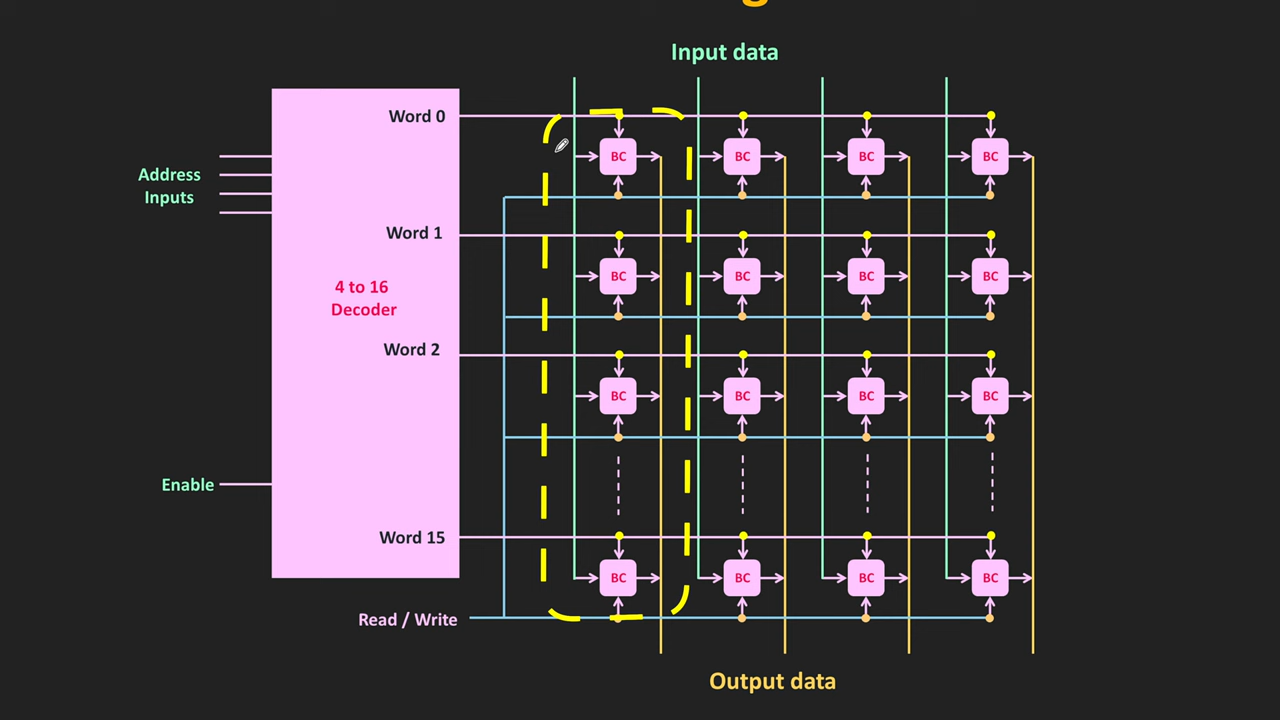 Input data
Word 0
BC BC BC BC
Address
Inputs
Word 1
BC BC BC BC
4 to 16
Decoder
Word 2
BC BC BC BC
Enable
Word 15
BC BC BC BC
Read / Write
Output data